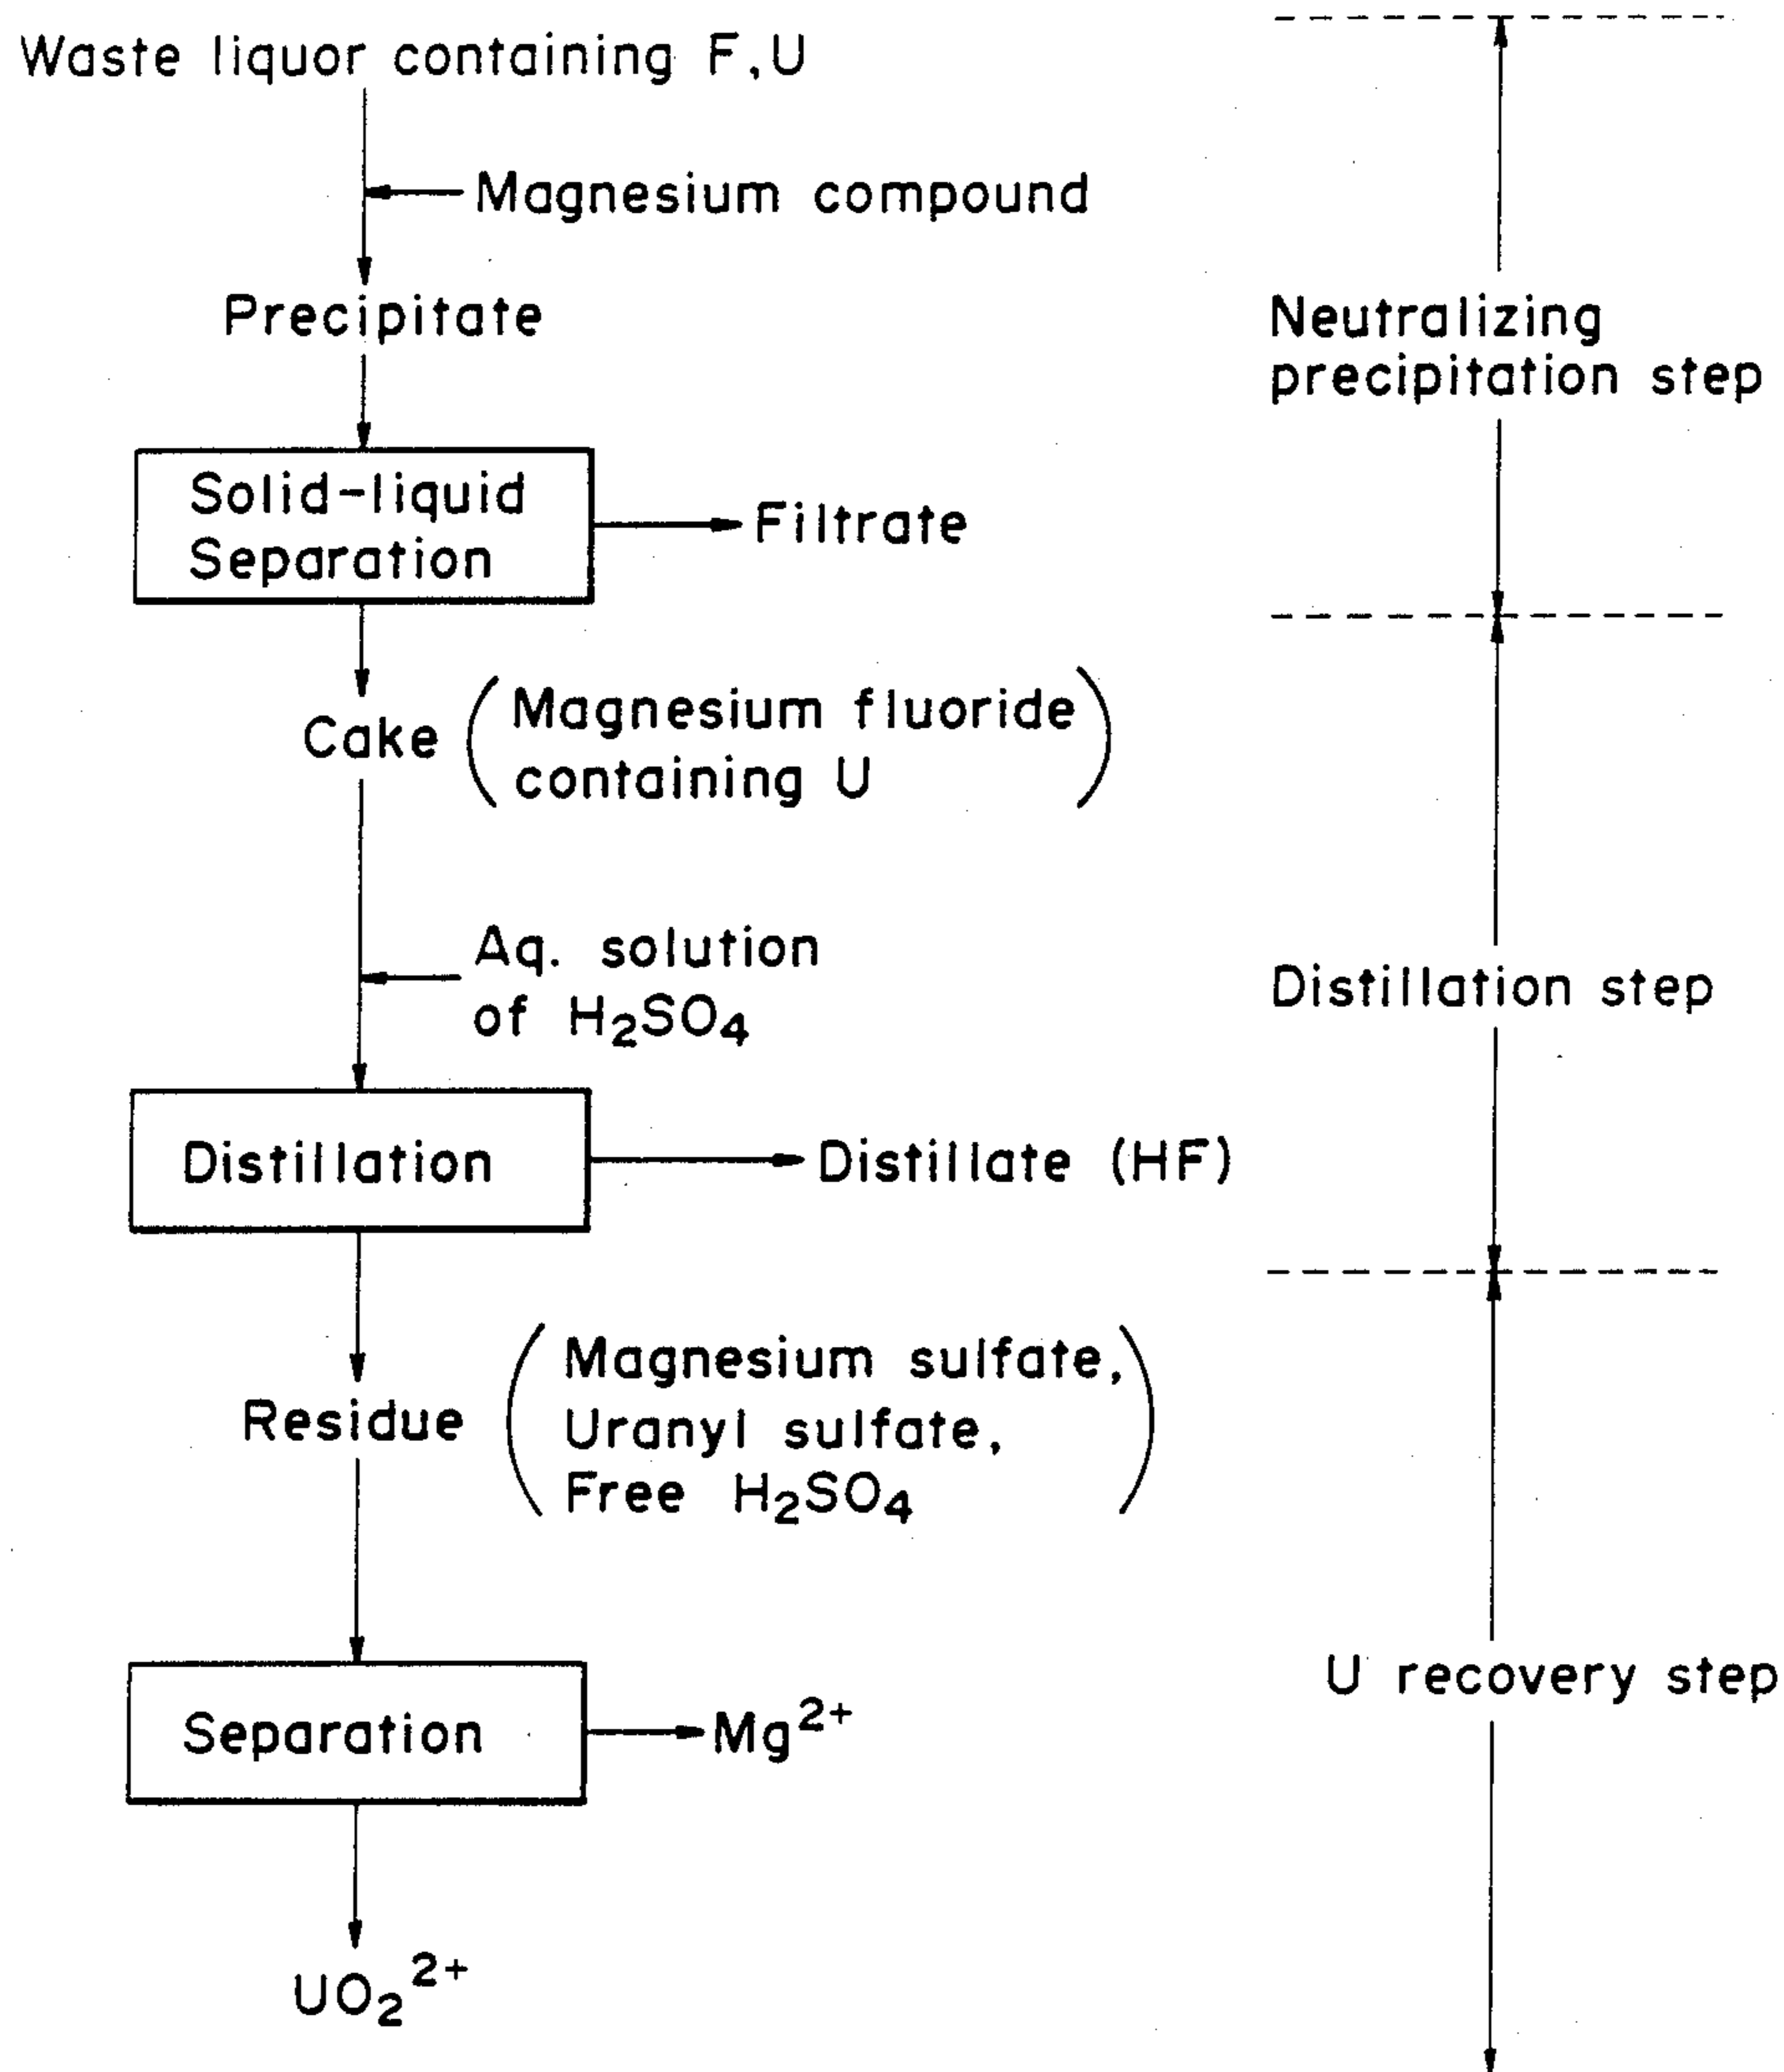 Waste liquor containing F,U
Magnesium compound
Precipitate
Neutralizing
precipitation step
Solid-liquid
Separation
Filtrate
Cake
Magnesium fluoride
containing U
Aq. solution
of H₂SO₄
Distillation step
Distillation
Distillate (HF)
Residue
Magnesium sulfate,
Uranyl sulfate,
Free H₂SO₄
U recovery step
Separation
Mg²⁺
UO₂²⁺